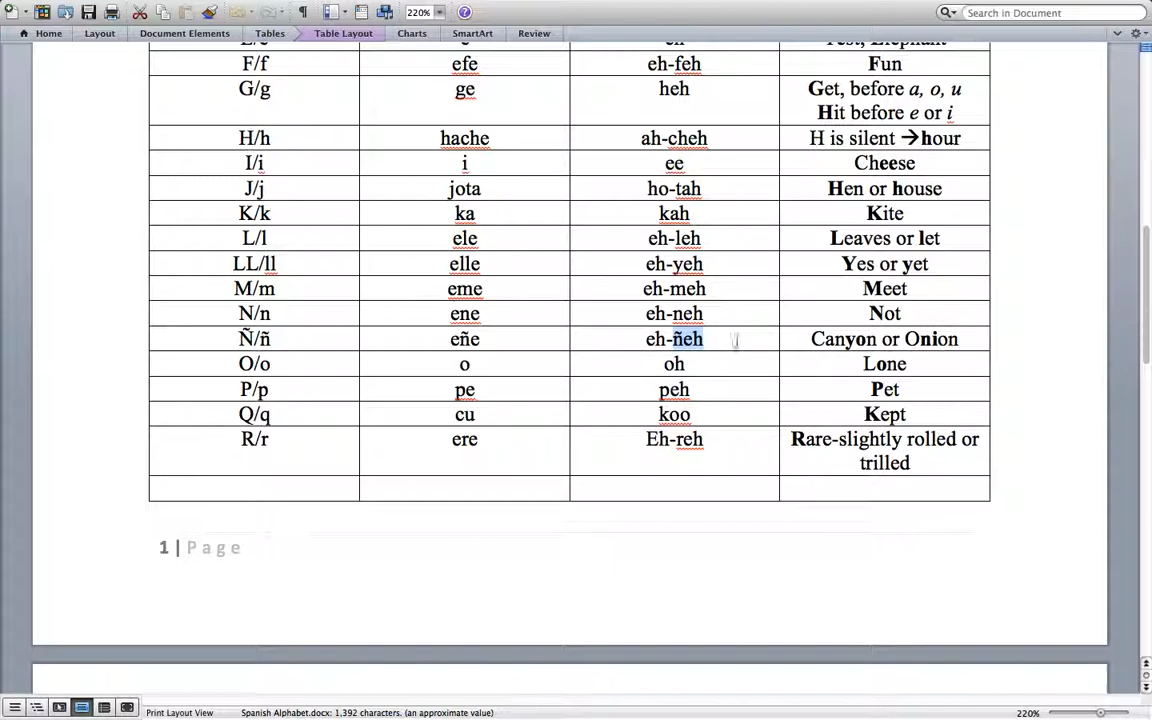 220%
Search in Document
Home Layout Document Elements Tables Table Layout Charts SmartArt Review
F/f efe eh-feh Fun
G/g ge heh Get, before a, o, u
Hit before e or i
H/h hache ah-cheh H is silent →hour
I/i i ee Cheese
J/j jota ho-tah Hen or house
K/k ka kah Kite
L/l ele eh-leh Leaves or let
LL/ll elle eh-yeh Yes or yet
M/m eme eh-meh Meet
N/n ene eh-neh Not
Ñ/ñ eñe eh-ñeh Canyon or Onion
O/o o oh Lone
P/p pe peh Pet
Q/q cu koo Kept
R/r ere Eh-reh Rare-slightly rolled or
trilled
1 | Page
Print Layout View Spanish Alphabet.docx: 1,392 characters. (an approximate value) 220%